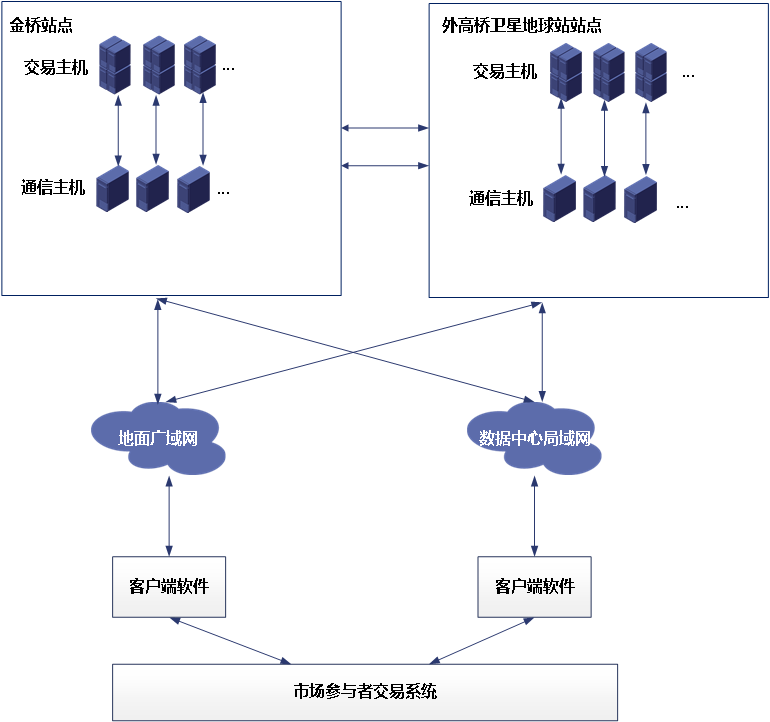 金桥站点
外高桥卫星地球站站点
交易主机
...
交易主机
...
通信主机
...
通信主机
...
地面广域网
数据中心局域网
客户端软件
客户端软件
市场参与者交易系统